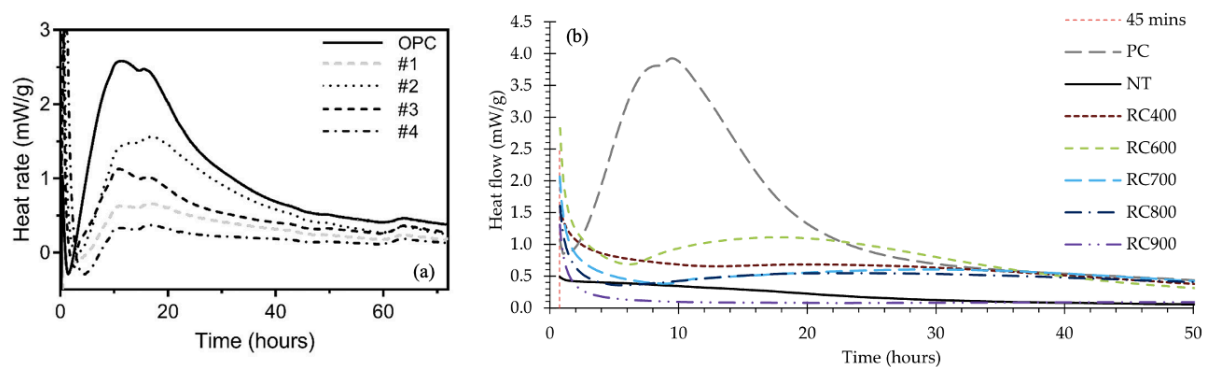 3
2
1
0
Heat rate (mW/g)
OPC
#1
#2
#3
#4
(a)
0
20
40
60
Time (hours)
(b)
4.5
4.0
3.5
3.0
2.5
2.0
1.5
1.0
0.5
0.0
Heat flow (mW/g)
0
10
20
30
40
50
Time (hours)
45 mins
PC
NT
RC400
RC600
RC700
RC800
RC900